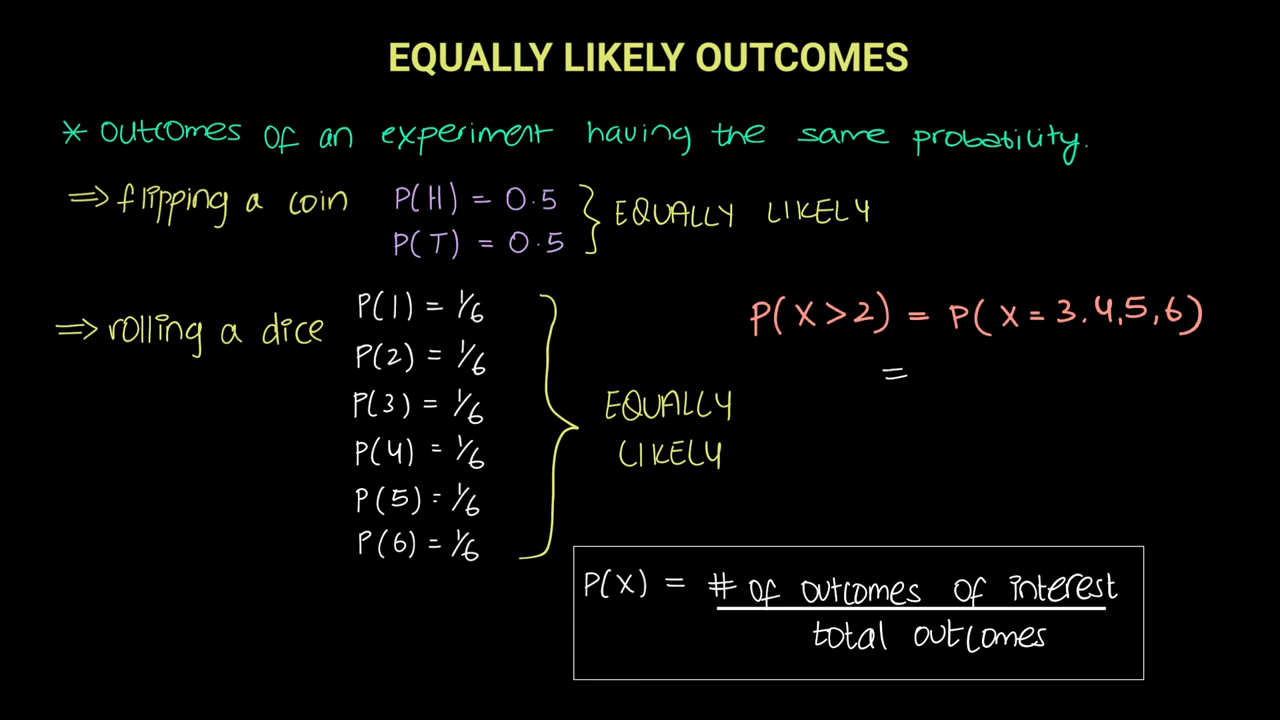 EQUALLY LIKELY OUTCOMES
* outcomes of an experiment having the same probability.
⇒ flipping a coin P(H) = 0.5
P(T) = 0.5
EQUALLY LIKELY
⇒ rolling a dice
P(1) = 1/6
P(2) = 1/6
P(3) = 1/6
P(4) = 1/6
P(5) = 1/6
P(6) = 1/6
EQUALLY
LIKELY
P(X>2) = P(X=3.4,5,6)
=
P(X) = # of outcomes of interest
total outcomes